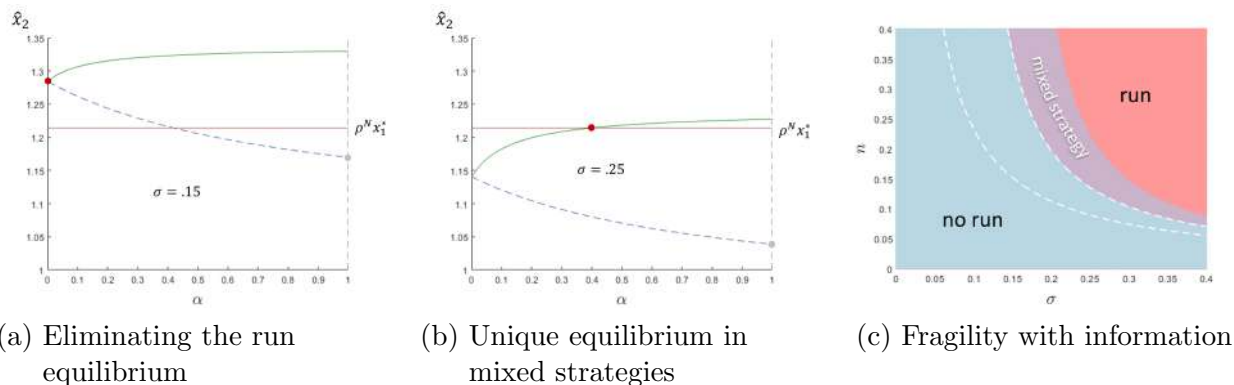 x̂₂
1.35
1.3
1.25
1.2
1.15
1.1
1.05
1
0 0.1 0.2 0.3 0.4 0.5 0.6 0.7 0.8 0.9 1
α
σ = .15
ρᴺx₁*
(a) Eliminating the run
equilibrium
x̂₂
1.35
1.3
1.25
1.2
1.15
1.1
1.05
1
0 0.1 0.2 0.3 0.4 0.5 0.6 0.7 0.8 0.9 1
α
σ = .25
ρᴺx₁*
(b) Unique equilibrium in
mixed strategies
0.4
0.35
0.3
0.25
0.2
0.15
0.1
0.05
0
n
0 0.05 0.1 0.15 0.2 0.25 0.3 0.35 0.4
σ
no run
mixed strategy
run
(c) Fragility with information